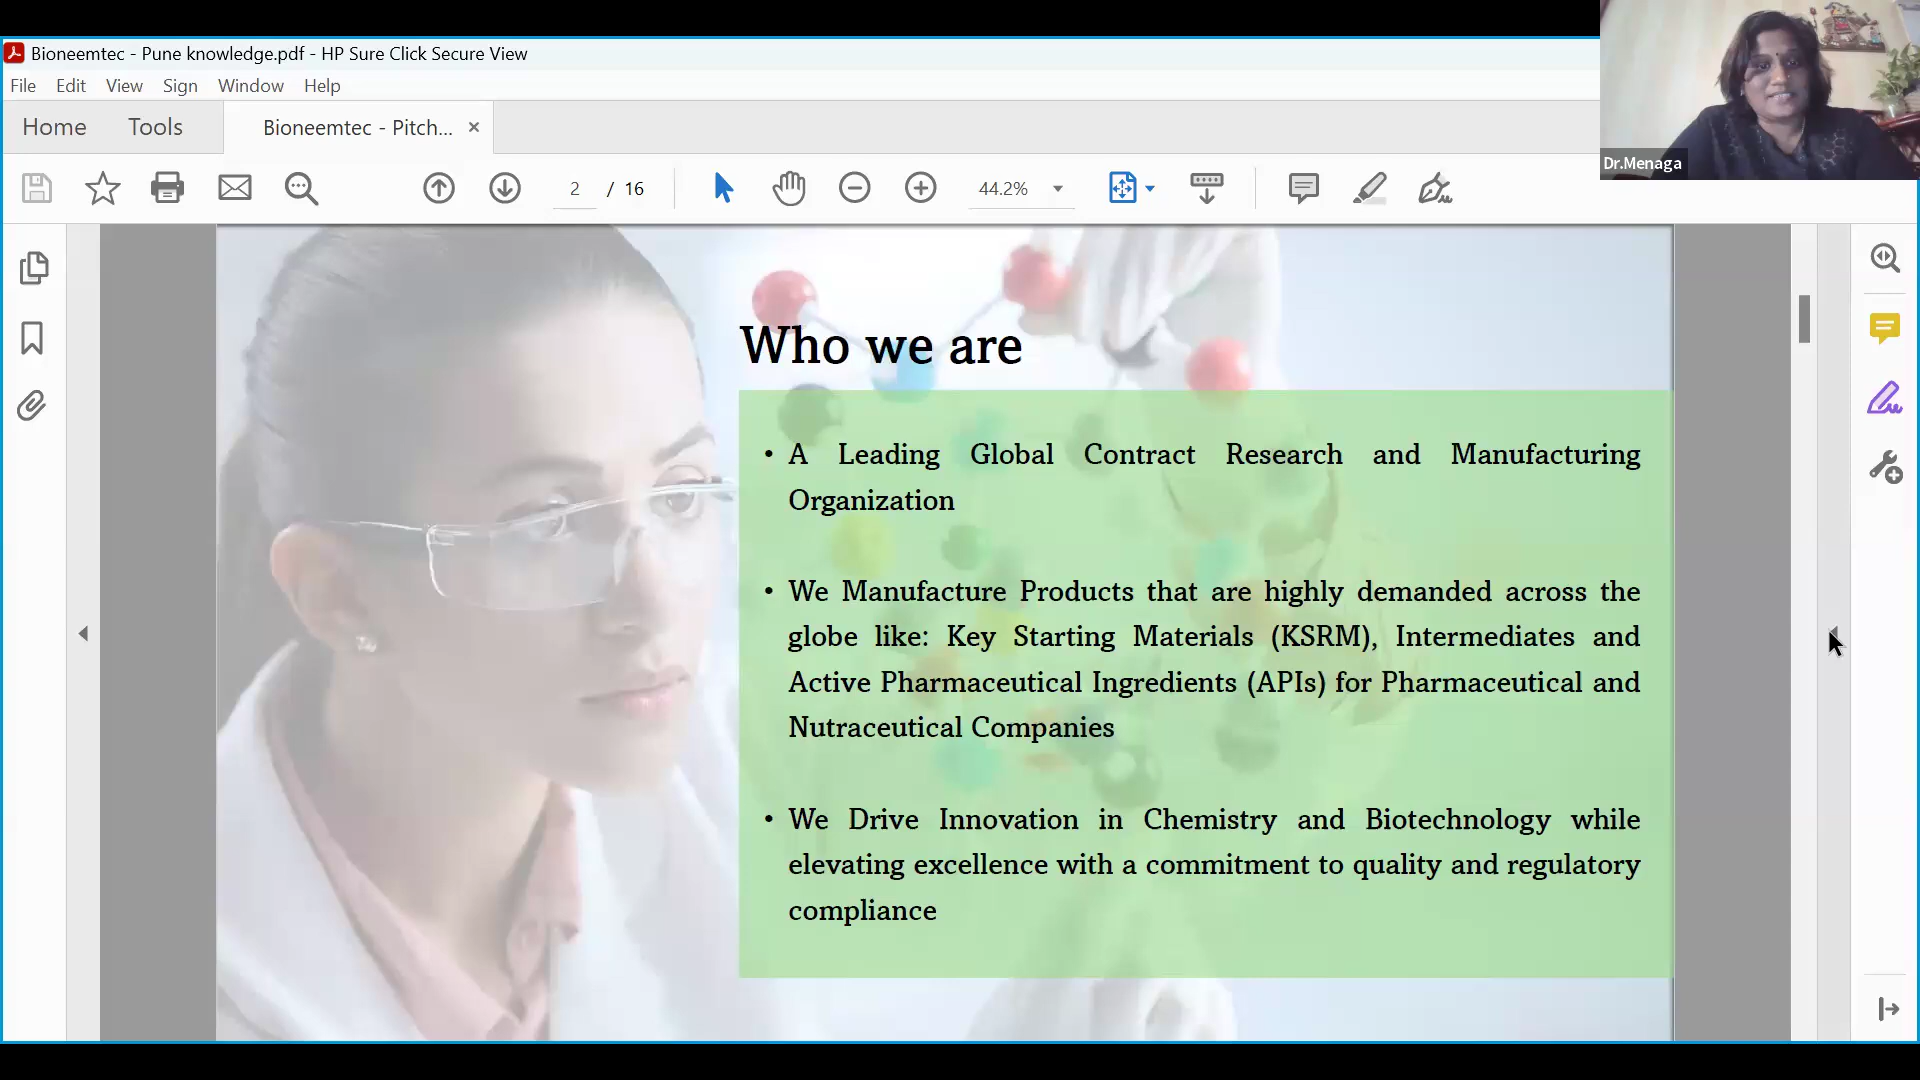 Bioneemtec - Pune knowledge.pdf - HP Sure Click Secure View
File Edit View Sign Window Help
Home Tools Bioneemtec - Pitch... ×
2 / 16 44.2%
Dr.Menaga
Who we are
• A Leading Global Contract Research and Manufacturing
Organization
• We Manufacture Products that are highly demanded across the
globe like: Key Starting Materials (KSRM), Intermediates and
Active Pharmaceutical Ingredients (APIs) for Pharmaceutical and
Nutraceutical Companies
• We Drive Innovation in Chemistry and Biotechnology while
elevating excellence with a commitment to quality and regulatory
compliance